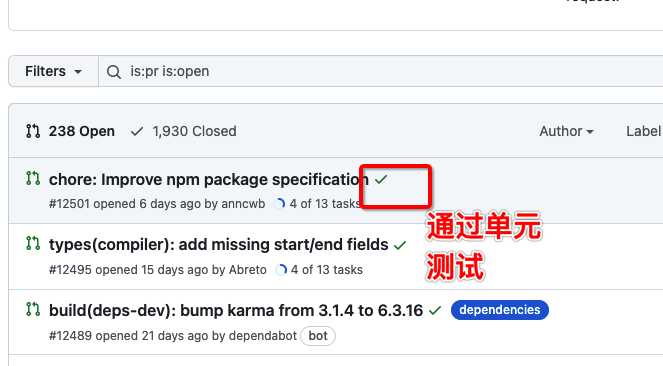 Filters
is:pr is:open
238 Open 1,930 Closed Author Label
chore: Improve npm package specification
#12501 opened 6 days ago by anncwb 4 of 13 tasks
通过单元
测试
types(compiler): add missing start/end fields
#12495 opened 15 days ago by Abreto 4 of 13 tasks
build(deps-dev): bump karma from 3.1.4 to 6.3.16 dependencies
#12489 opened 21 days ago by dependabot bot